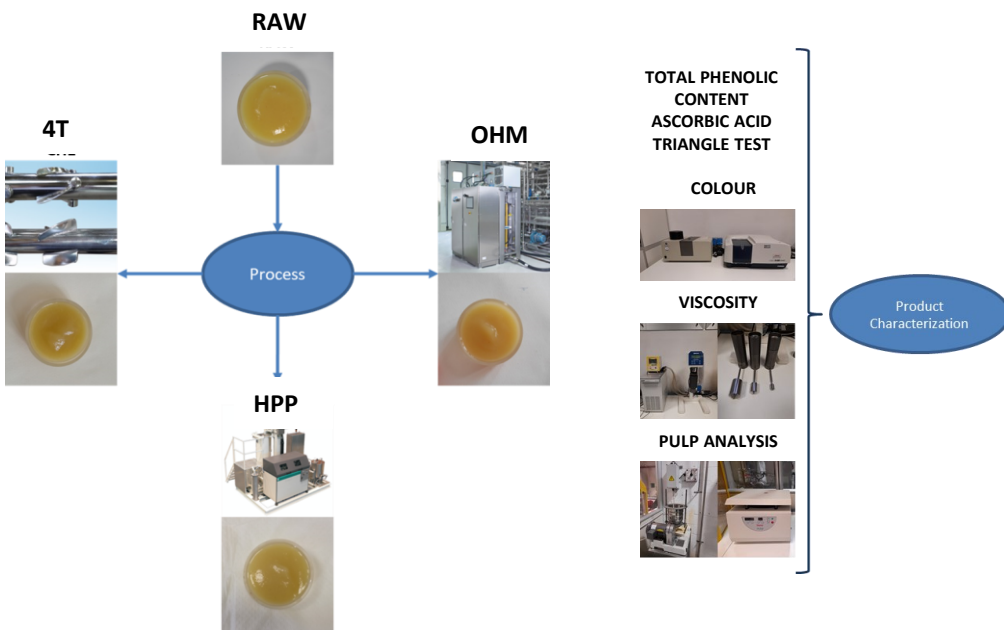 RAW
4T
OHM
Process
HPP
TOTAL PHENOLIC
CONTENT
ASCORBIC ACID
TRIANGLE TEST
COLOUR
VISCOSITY
PULP ANALYSIS
Product
Characterization